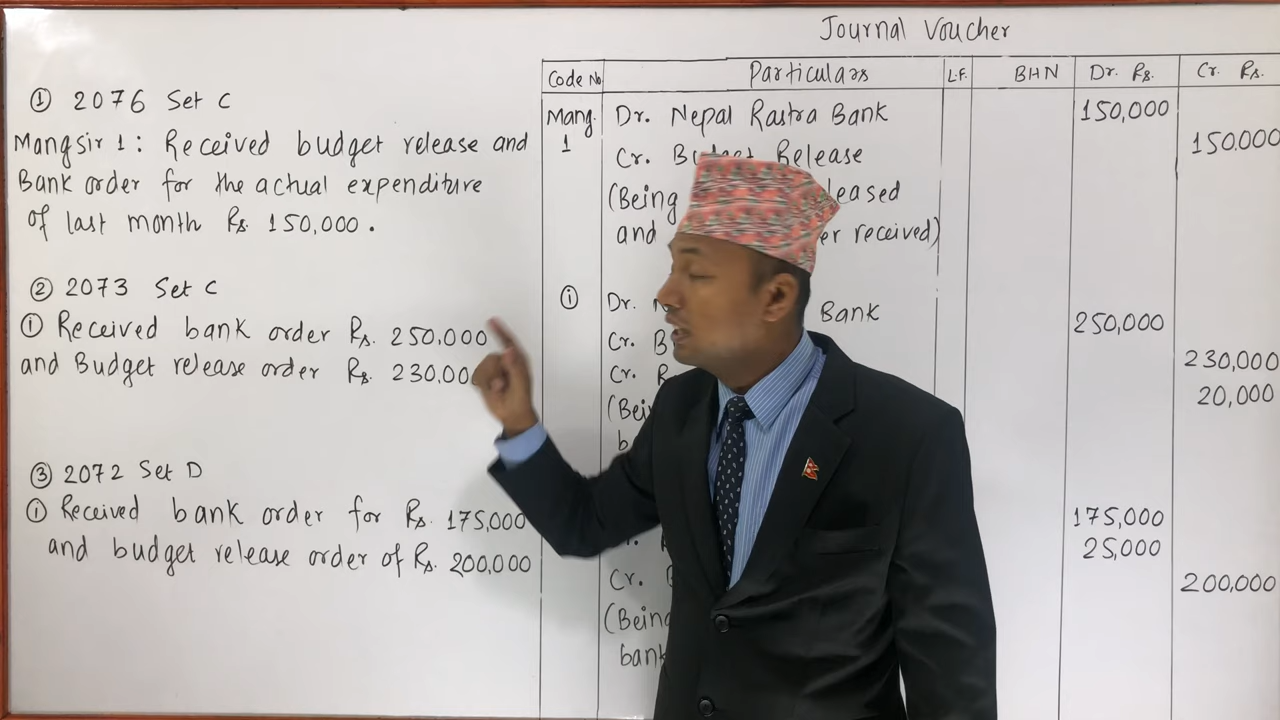 ① 2076 Set C
Mangsir 1: Received budget release and
Bank order for the actual expenditure
of last month Rs. 150,000.
② 2073 Set C
① Received bank order Rs. 250,000
and Budget release order Rs. 230,00
③ 2072 Set D
① Received bank order for Rs. 175,000
and budget release order of Rs. 200,000
Journal Voucher
Code No Particulars L.F. BHN Dr. Rs. Cr. Rs.
Mang. Dr. Nepal Rastra Bank 150,000
1 Cr. Budget Release 150,000
(Being leased
and er received)
ⓘ Dr. N Bank 250,000
Cr. B 230,000
Cr. R 20,000
(Bei
b
175,000
25,000
Cr. B 200,000
(Being
bank